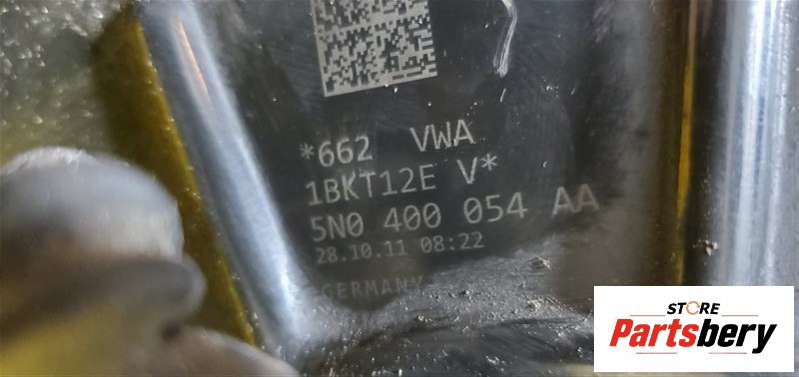 *662 VWA
1BKT12E V*
5N0 400 054 AA
28.10.11 08:22
GERMANY
STORE
Partsbery